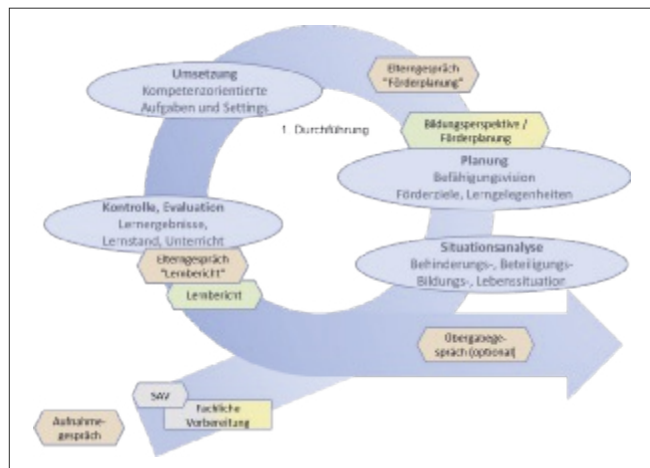 Umsetzung
Kompetenzorientierte
Aufgaben und Settings
Elterngespräch
"Förderplanung"
1. Durchführung
Bildungsperspektive /
Förderplanung
Planung
Befähigungsvision
Förderziele, Lerngelegenheiten
Kontrolle, Evaluation
Lernergebnisse,
Lernstand, Unterricht
Elterngespräch
"Lernbericht"
Lernbericht
Situationsanalyse
Behinderungs-, Beteiligungs-
Bildungs-, Lebenssituation
Übergabege-
spräch (optional)
SAV
Fachliche
Vorbereitung
Aufnahme-
gespräch